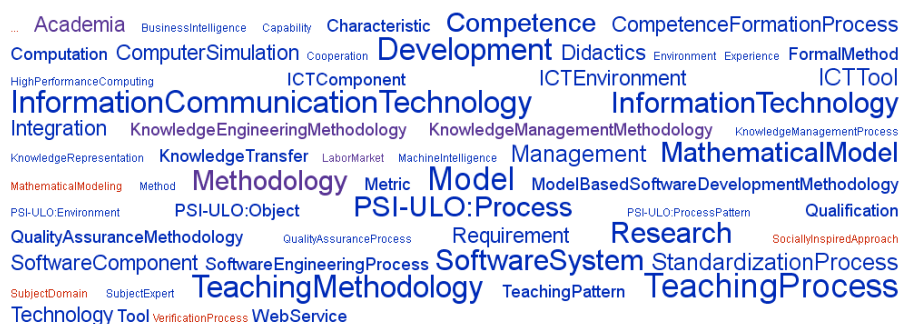 ... Academia BusinessIntelligence Capability Characteristic Competence CompetenceFormationProcess
Computation ComputerSimulation Cooperation Development Didactics Environment Experience FormalMethod
HighPerformanceComputing ICTComponent ICTEnvironment ICTTool
InformationCommunicationTechnology InformationTechnology
Integration KnowledgeEngineeringMethodology KnowledgeManagementMethodology KnowledgeManagementProcess
KnowledgeRepresentation KnowledgeTransfer LaborMarket MachineIntelligence Management MathematicalModel
MathematicalModeling Method Methodology Metric Model ModelBasedSoftwareDevelopmentMethodology
PSI-ULO:Environment PSI-ULO:Object PSI-ULO:Process PSI-ULO:ProcessPattern Qualification
QualityAssuranceMethodology QualityAssuranceProcess Requirement Research SociallyInspiredApproach
SoftwareComponent SoftwareEngineeringProcess SoftwareSystem StandardizationProcess
SubjectDomain SubjectExpert TeachingMethodology TeachingPattern TeachingProcess
Technology Tool VerificationProcess WebService